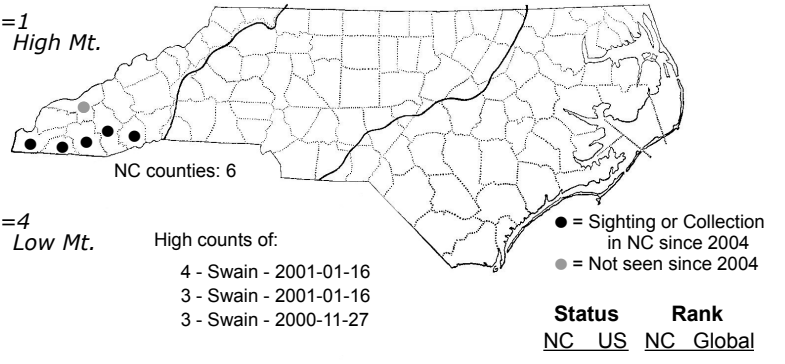 =1
High Mt.
NC counties: 6
=4
Low Mt.
High counts of:
4 - Swain - 2001-01-16
3 - Swain - 2001-01-16
3 - Swain - 2000-11-27
● = Sighting or Collection
in NC since 2004
● = Not seen since 2004
Status Rank
NC US NC Global